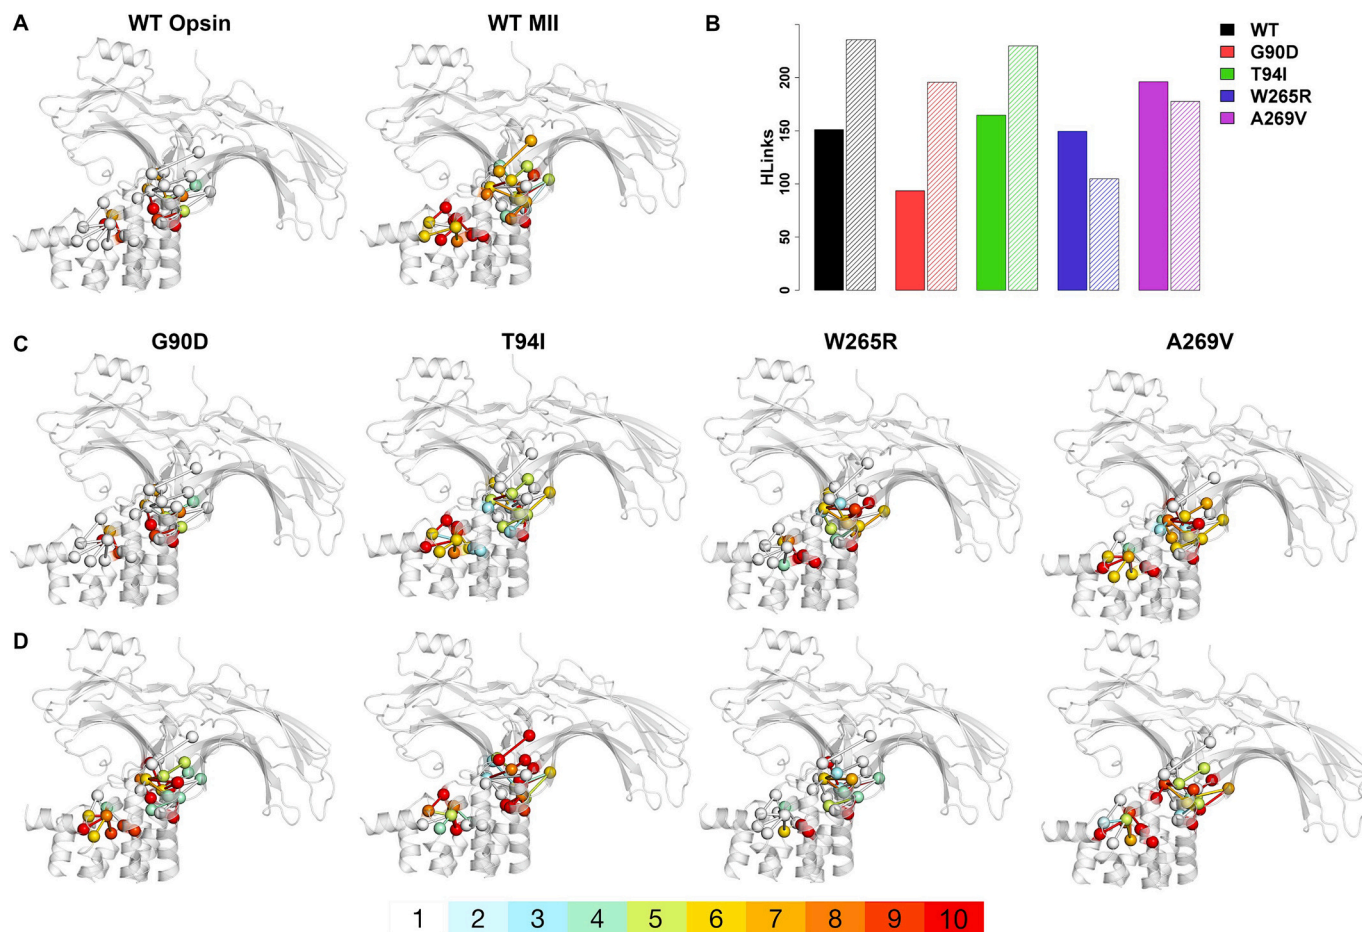 A
WT Opsin
WT MII
B
HLinks
0
50
100
150
200
WT
G90D
T94I
W265R
A269V
C
G90D
T94I
W265R
A269V
D
1 2 3 4 5 6 7 8 9 10